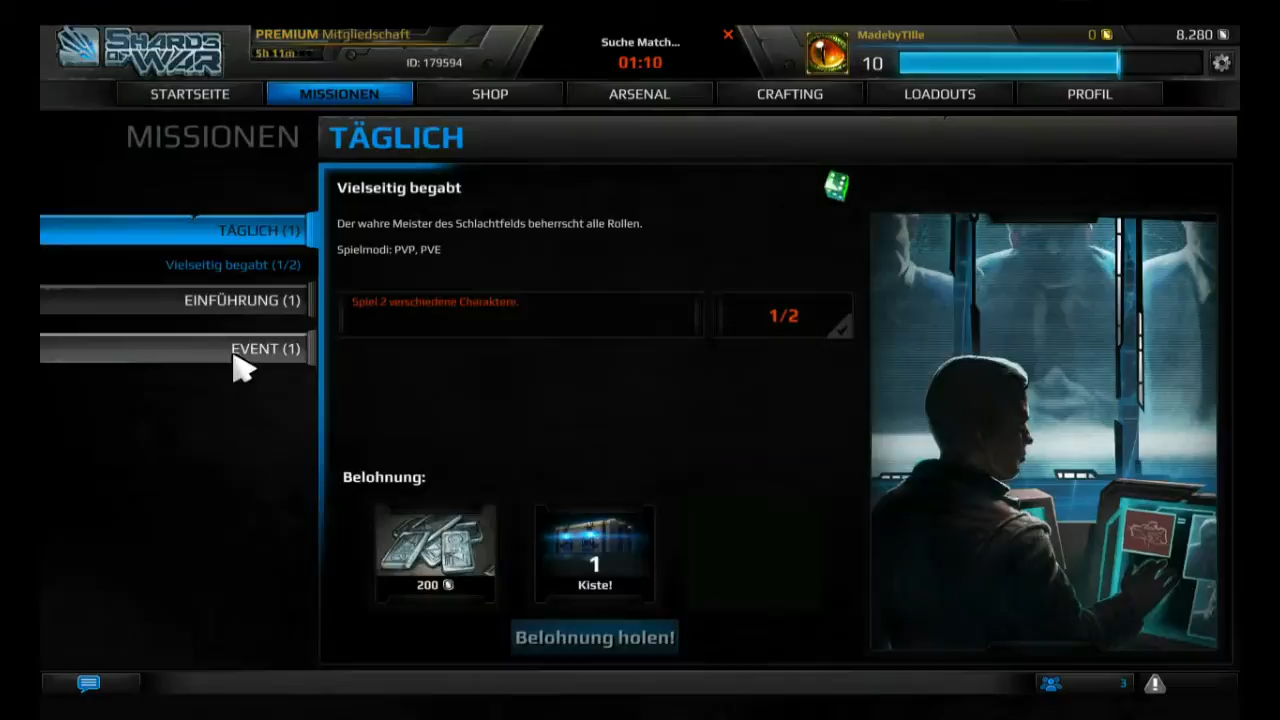 SHARDS OF WAR
PREMIUM Mitgliedschaft
5h 11m
ID: 179594
Suche Match...
01:10
MadebyTille
10
0
8.280
STARTSEITE
MISSIONEN
SHOP
ARSENAL
CRAFTING
LOADOUTS
PROFIL
MISSIONEN
TÄGLICH (1)
Vielseitig begabt (1/2)
EINFÜHRUNG (1)
EVENT (1)
TÄGLICH
Vielseitig begabt
Der wahre Meister des Schlachtfelds beherrscht alle Rollen.
Spielmodi: PVP, PVE
Spiel 2 verschiedene Charaktere.
1/2
Belohnung:
200
1
Kiste!
Belohnung holen!
3